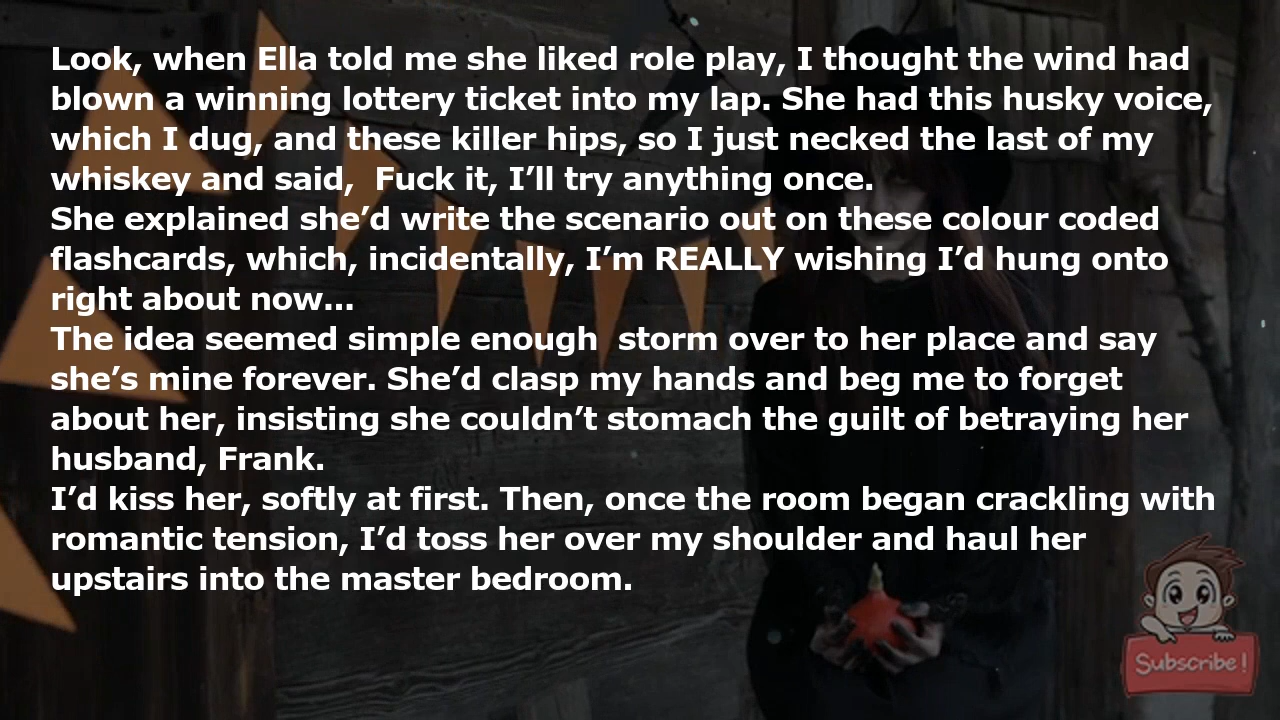 Look, when Ella told me she liked role play, I thought the wind had
blown a winning lottery ticket into my lap. She had this husky voice,
which I dug, and these killer hips, so I just necked the last of my
whiskey and said,  Fuck it, I’ll try anything once.
She explained she’d write the scenario out on these colour coded
flashcards, which, incidentally, I’m REALLY wishing I’d hung onto
right about now...
The idea seemed simple enough  storm over to her place and say
she’s mine forever. She’d clasp my hands and beg me to forget
about her, insisting she couldn’t stomach the guilt of betraying her
husband, Frank.
I’d kiss her, softly at first. Then, once the room began crackling with
romantic tension, I’d toss her over my shoulder and haul her
upstairs into the master bedroom.
Subscribe!